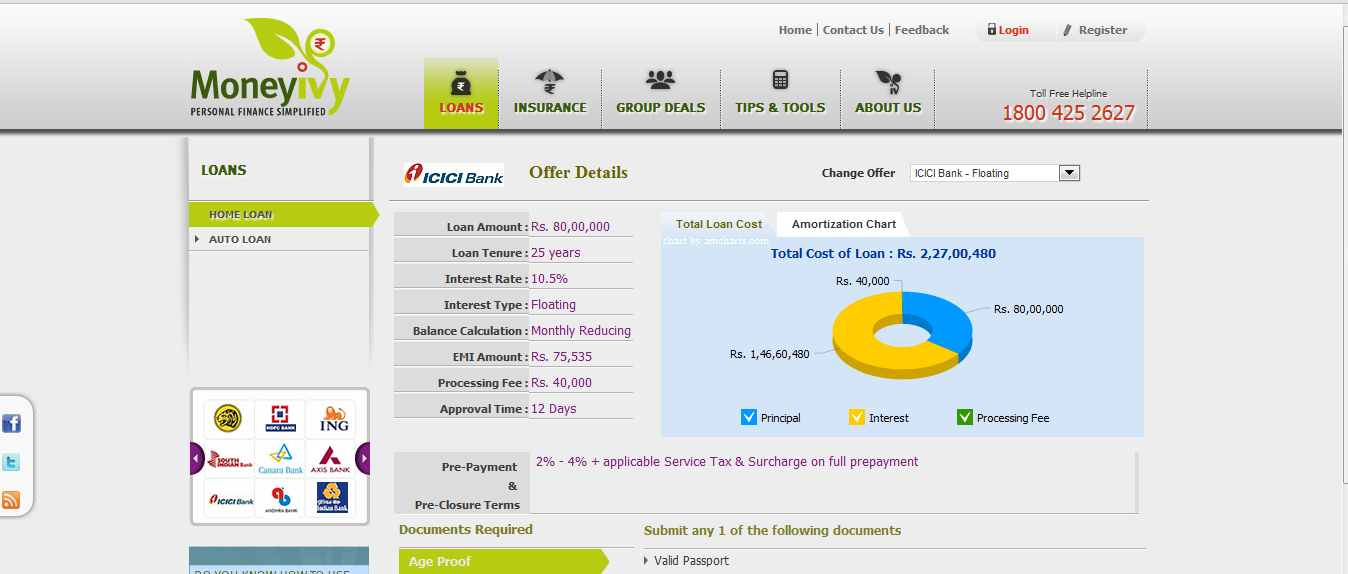 Moneyivy
PERSONAL FINANCE SIMPLIFIED
Home | Contact Us | Feedback
Login
Register
LOANS
INSURANCE
GROUP DEALS
TIPS & TOOLS
ABOUT US
Toll Free Helpline
1800 425 2627
LOANS
HOME LOAN
AUTO LOAN
ICICI Bank
Offer Details
Change Offer
ICICI Bank - Floating
Loan Amount : Rs. 80,00,000
Loan Tenure : 25 years
Interest Rate : 10.5%
Interest Type : Floating
Balance Calculation : Monthly Reducing
EMI Amount : Rs. 75,535
Processing Fee : Rs. 40,000
Approval Time : 12 Days
Total Loan Cost
Amortization Chart
chart by amcharts.com
Total Cost of Loan : Rs. 2,27,00,480
Rs. 40,000
Rs. 80,00,000
Rs. 1,46,60,480
Principal
Interest
Processing Fee
HDFC BANK
ING
SOUTH INDIAN Bank
Canara Bank
AXIS BANK
ICICI Bank
ANDHRA BANK
Indian Bank
Pre-Payment
&
Pre-Closure Terms
2% - 4% + applicable Service Tax & Surcharge on full prepayment
Documents Required
Submit any 1 of the following documents
Age Proof
Valid Passport
DO YOU KNOW HOW TO USE